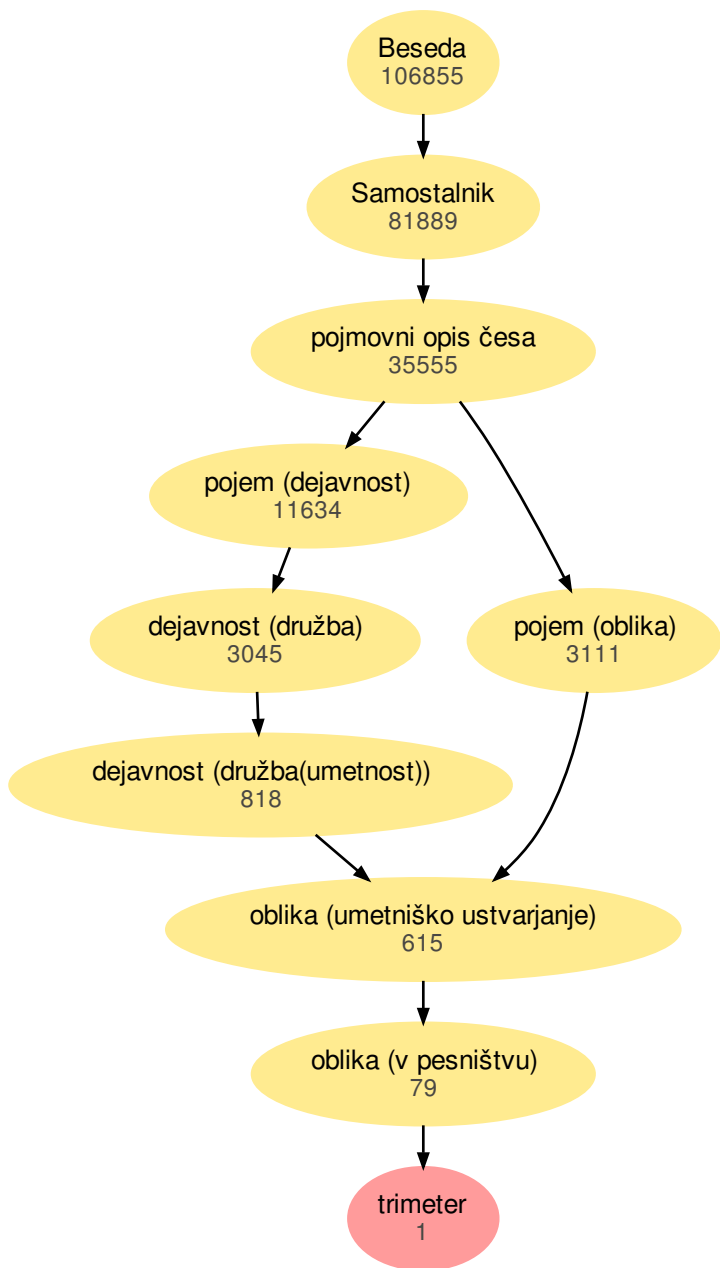 Beseda
106855
Samostalnik
81889
pojmovni opis česa
35555
pojem (dejavnost)
11634
dejavnost (družba)
3045
pojem (oblika)
3111
dejavnost (družba(umetnost))
818
oblika (umetniško ustvarjanje)
615
oblika (v pesništvu)
79
trimeter
1